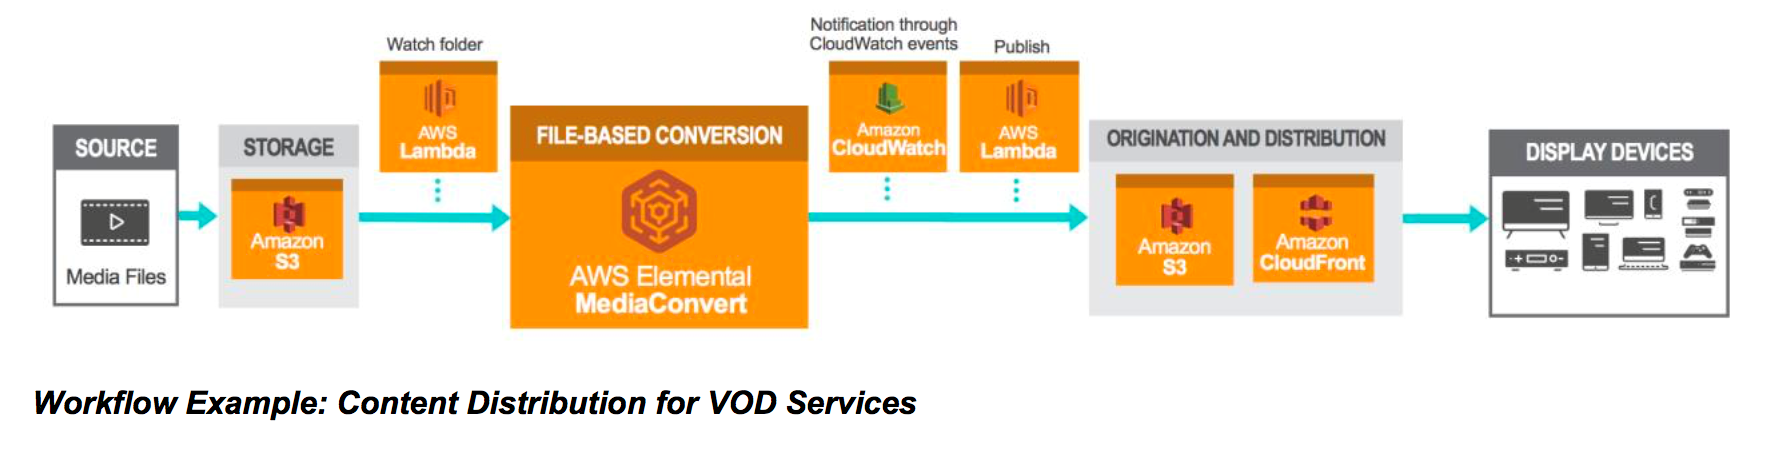 SOURCE
Media Files
STORAGE
Amazon
S3
Watch folder
AWS
Lambda
FILE-BASED CONVERSION
AWS Elemental
MediaConvert
Notification through
CloudWatch events
Amazon
CloudWatch
Publish
AWS
Lambda
ORIGINATION AND DISTRIBUTION
Amazon
S3
Amazon
CloudFront
DISPLAY DEVICES
Workflow Example: Content Distribution for VOD Services